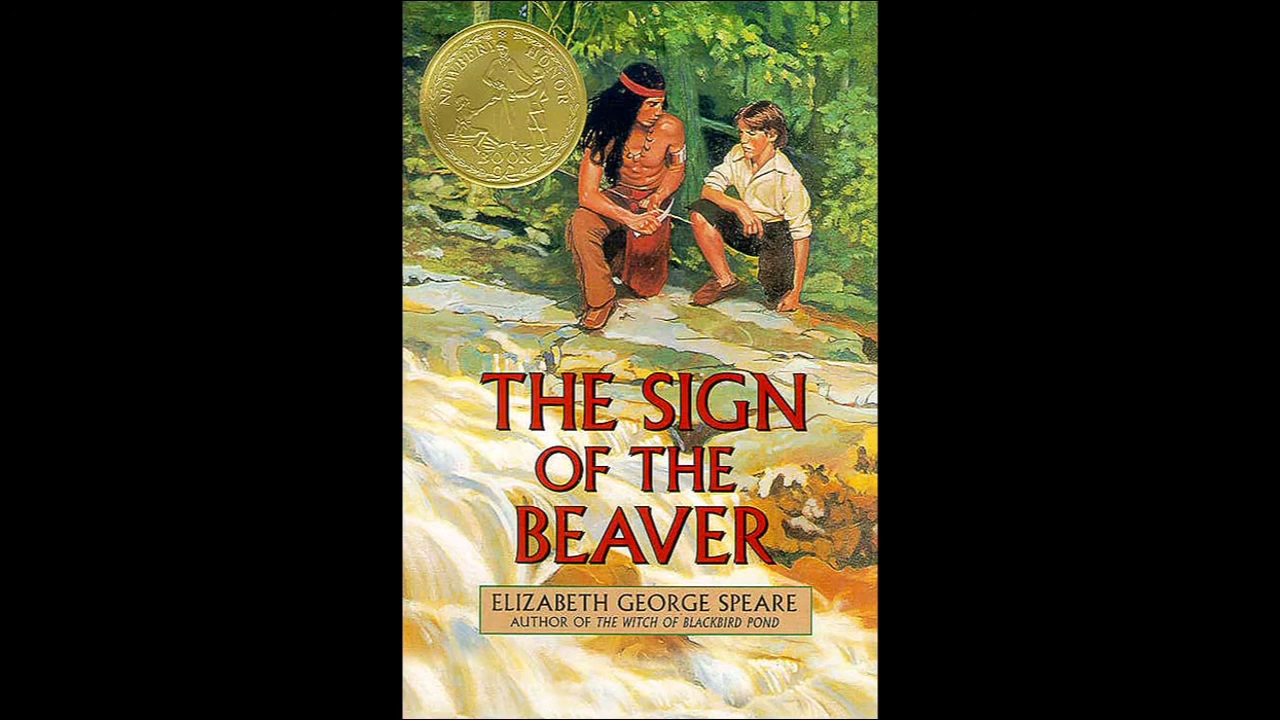 NEWBERY HONOR
BOOK
THE SIGN
OF THE
BEAVER
ELIZABETH GEORGE SPEARE
AUTHOR OF THE WITCH OF BLACKBIRD POND